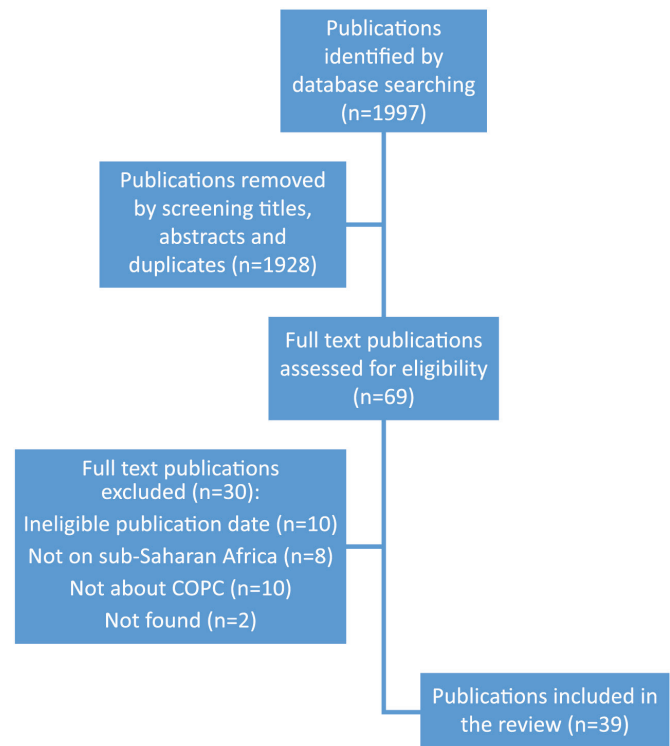 Publications
identified by
database searching
(n=1997)
Publications removed
by screening titles,
abstracts and
duplicates (n=1928)
Full text publications
assessed for eligibility
(n=69)
Full text publications
excluded (n=30):
Ineligible publication date (n=10)
Not on sub-Saharan Africa (n=8)
Not about COPC (n=10)
Not found (n=2)
Publications included in
the review (n=39)